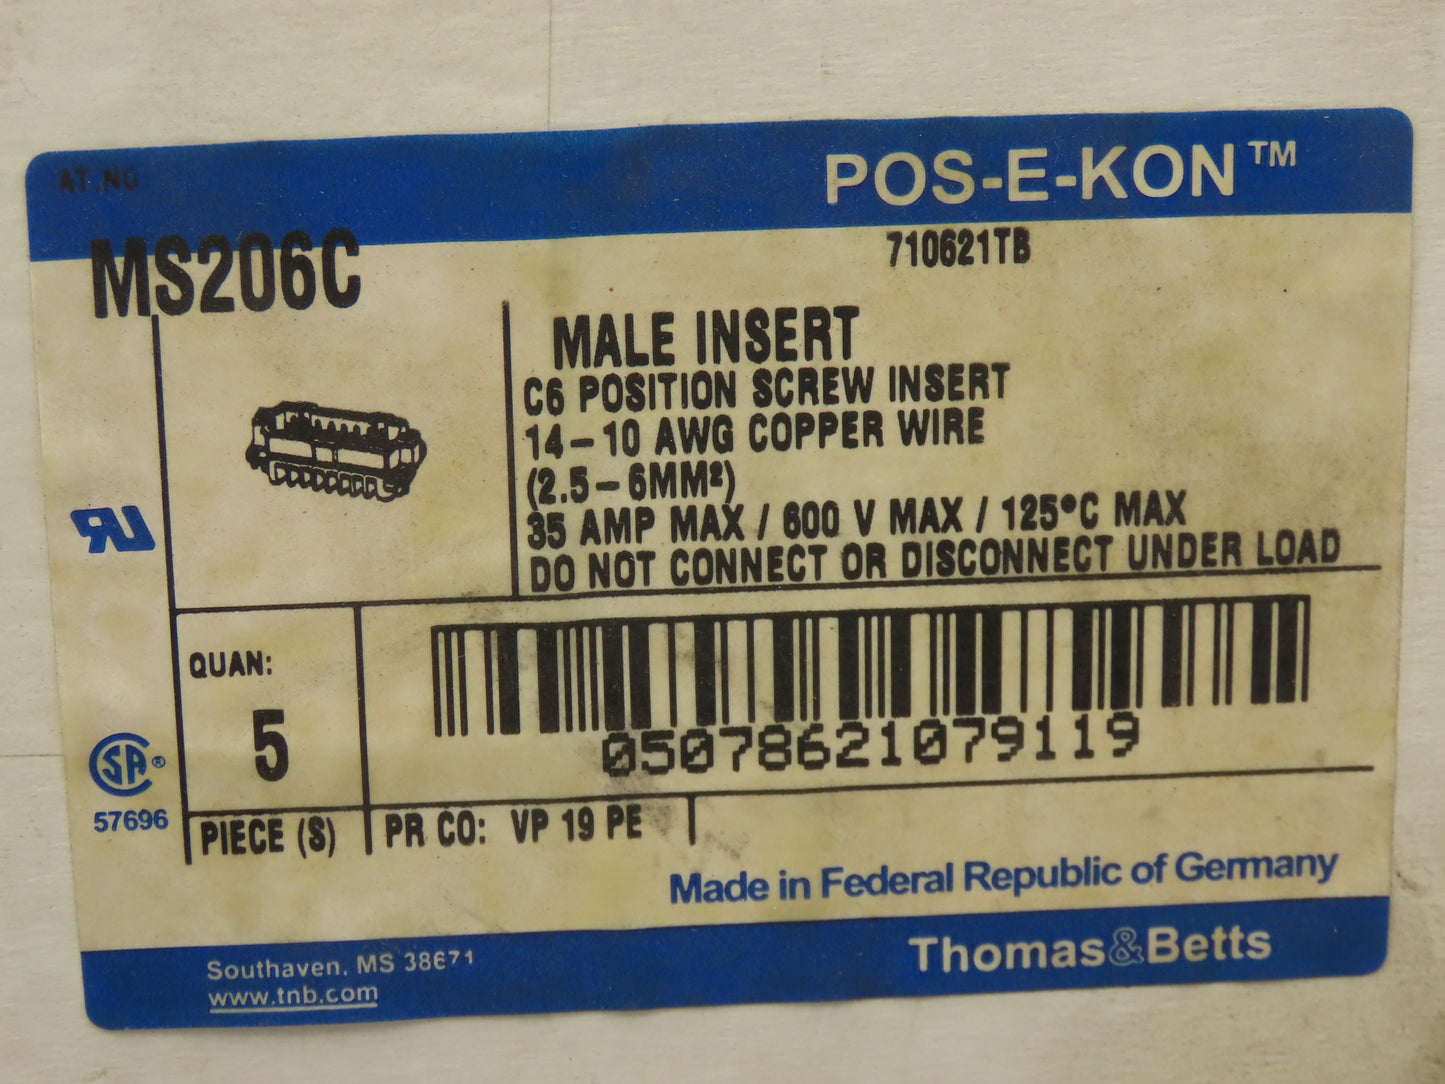 AT.NO
POS-E-KON™
MS206C
710621TB
MALE INSERT
C6 POSITION SCREW INSERT
14-10 AWG COPPER WIRE
(2.5-6MM²)
35 AMP MAX / 600 V MAX / 125°C MAX
DO NOT CONNECT OR DISCONNECT UNDER LOAD
RU
QUAN:
5
05078621079119
SA®
57696
PIECE (S)
PR CO: VP 19 PE
Made in Federal Republic of Germany
Southaven, MS 38671
www.tnb.com
Thomas&Betts